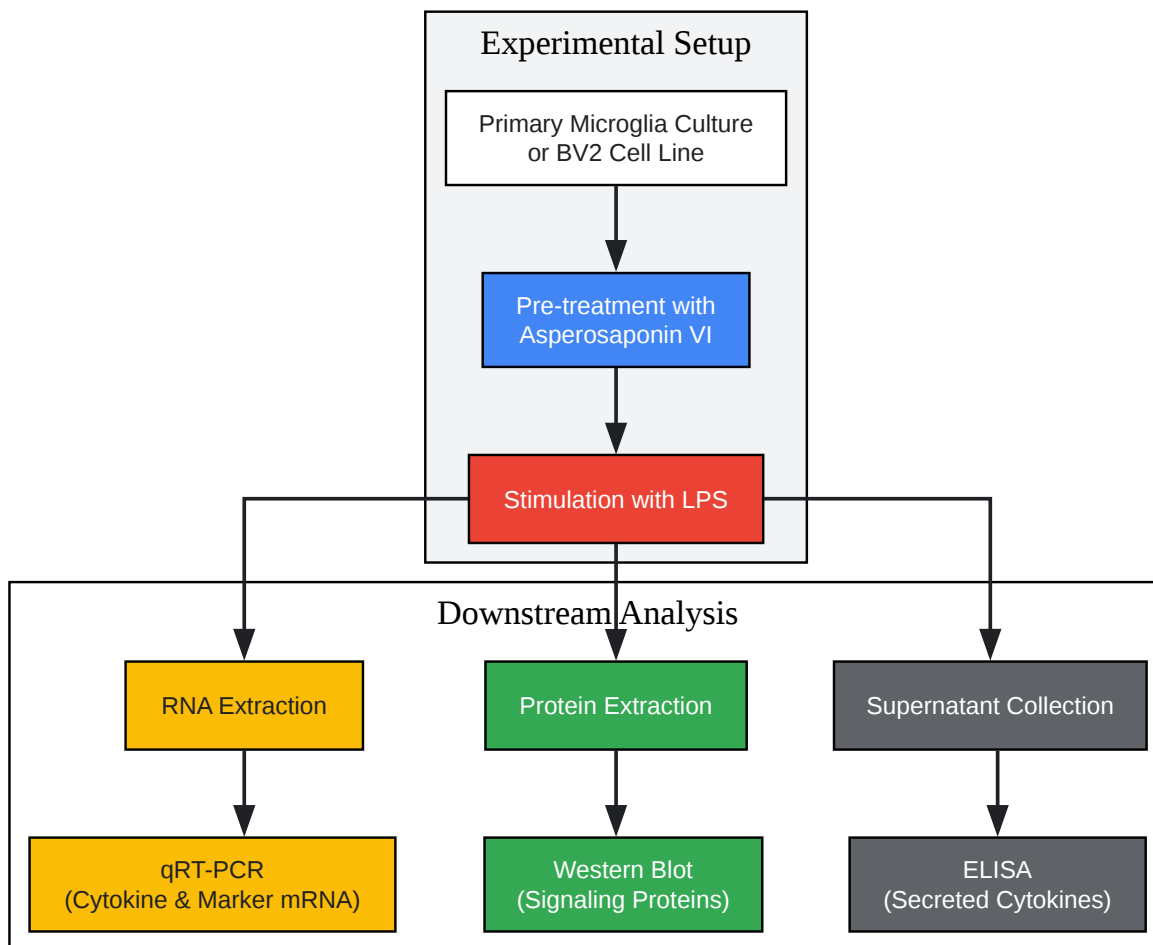 Experimental Setup
Primary Microglia Culture
or BV2 Cell Line
Pre-treatment with
Asperosaponin VI
Stimulation with LPS
Downstream Analysis
RNA Extraction
Protein Extraction
Supernatant Collection
qRT-PCR
(Cytokine & Marker mRNA)
Western Blot
(Signaling Proteins)
ELISA
(Secreted Cytokines)